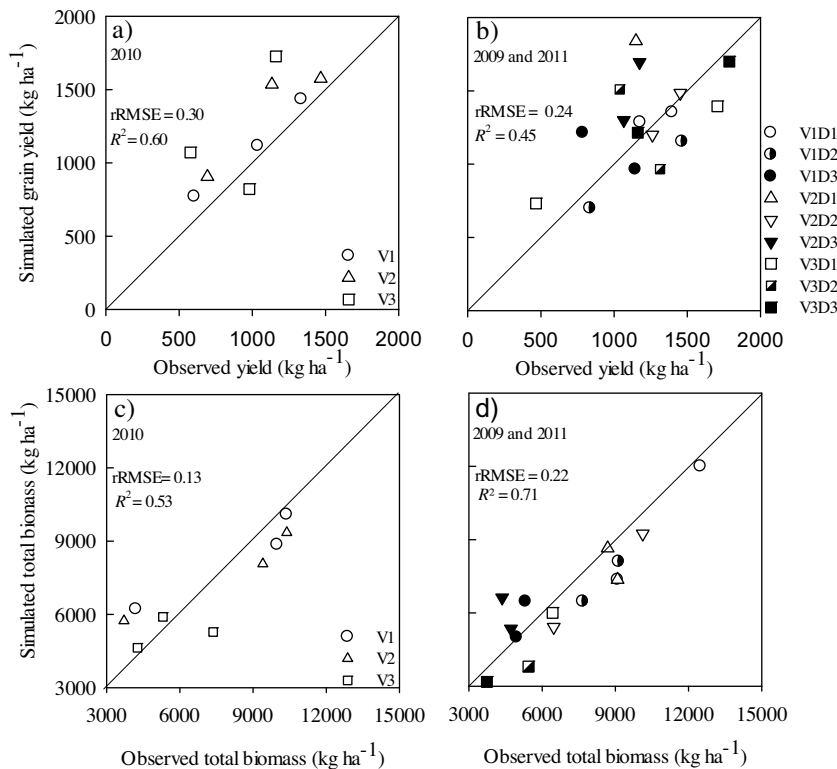 a)
2010
rRMSE = 0.30
R² = 0.60
Simulated grain yield (kg ha⁻¹)
2000
1500
1000
500
0
V1
V2
V3
0 500 1000 1500 2000
Observed yield (kg ha⁻¹)
b)
2009 and 2011
rRMSE = 0.24
R² = 0.45
0 500 1000 1500 2000
Observed yield (kg ha⁻¹)
V1D1
V1D2
V1D3
V2D1
V2D2
V2D3
V3D1
V3D2
V3D3
c)
2010
rRMSE = 0.13
R² = 0.53
Simulated total bionmass (kg ha⁻¹)
15000
12000
9000
6000
3000
V1
V2
V3
3000 6000 9000 12000 15000
Observed total biomass (kg ha⁻¹)
d)
2009 and 2011
rRMSE = 0.22
R² = 0.71
3000 6000 9000 12000 15000
Observed total biomass (kg ha⁻¹)